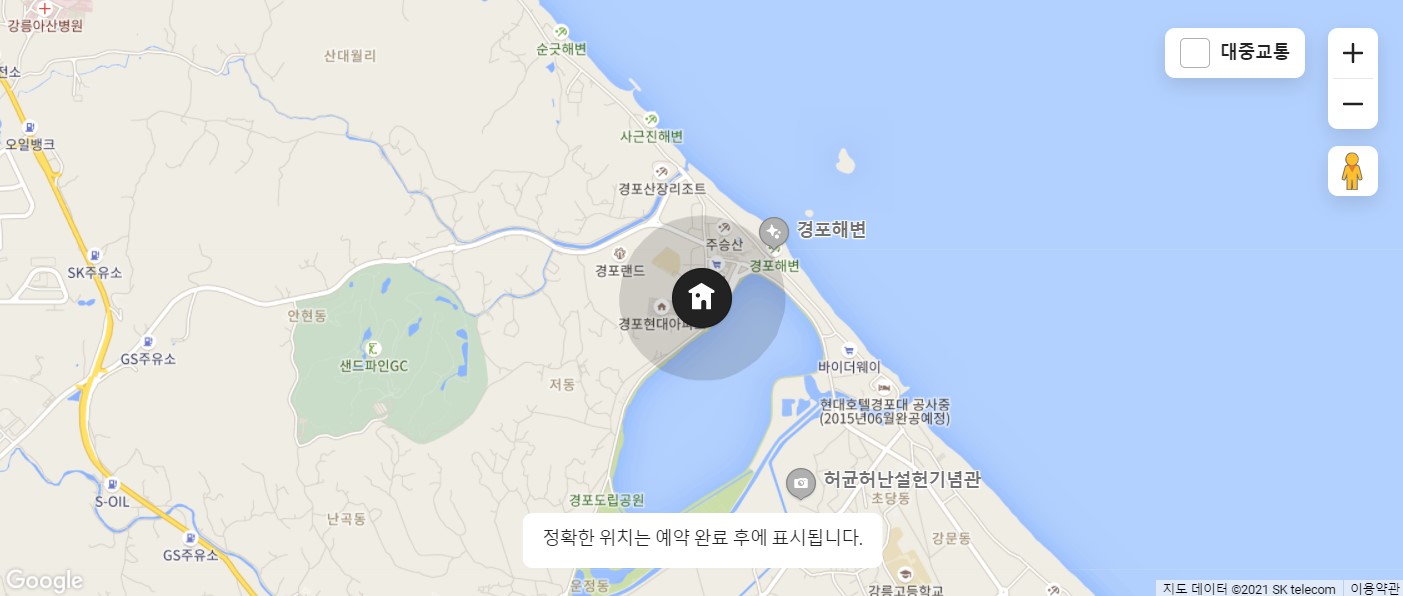 강릉아산병원
순긋해변
산대월리
대중교통
전소
사근진해변
오일뱅크
경포산장리조트
경포해변
주승산
경포해변
경포랜드
SK주유소
안현동
경포현대아파
GS주유소
샌드파인GC
바이더웨이
저동
현대호텔경포대 공사중
(2015년06월완공예정)
허균허난설헌기념관
초당동
S-OIL
경포도립공원
난곡동
강문동
정확한 위치는 예약 완료 후에 표시됩니다.
GS주유소
운정동
강릉고등학교
Google
지도 데이터 ©2021 SK telecom
이용약관